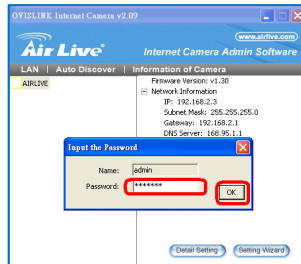 OVISLINK Internet Camera v2.09
Air Live
www.airlive.com
Internet Camera Admin Software
LAN | Auto Discover | Information of Camera
AIRLIVE
Firmware Version: v1.30
Network Information
IP: 192.168.2.3
Subnet Mask: 255.255.255.0
Gateway: 192.168.2.1
DNS Server: 168.95.1.1
Input the Password
Name: admin
Password: *******
OK
Detail Setting
Setting Wizard